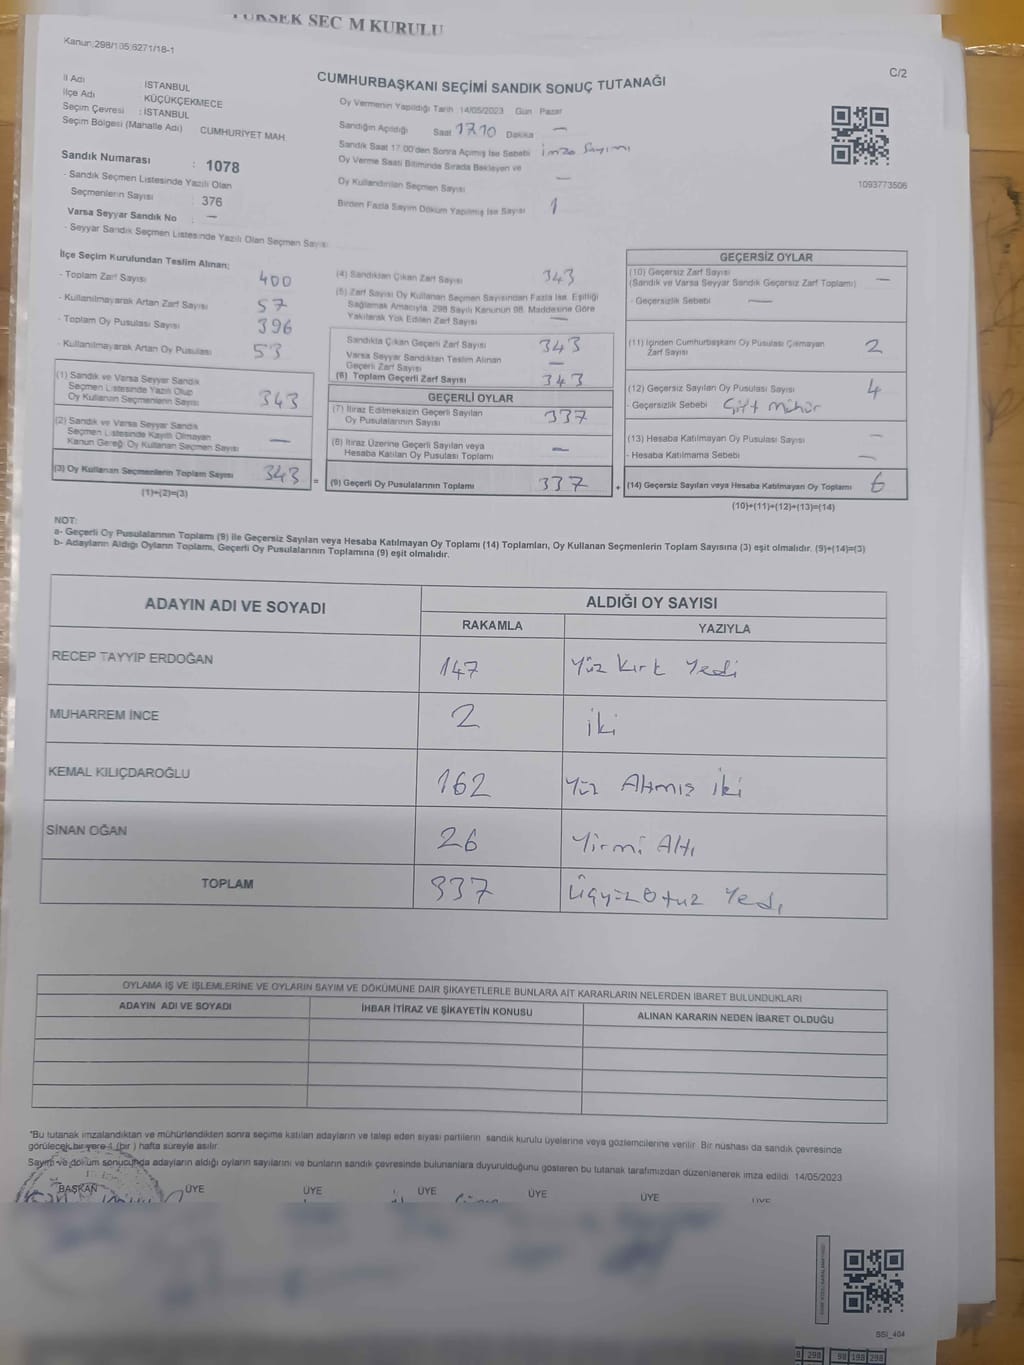 YÜKSEK SEÇ M KURULU
Kanun:298/105;6271/18-1
C/2
CUMHURBAŞKANI SEÇİMİ SANDIK SONUÇ TUTANAĞI
İl Adı : İSTANBUL
İlçe Adı : KÜÇÜKÇEKMECE
Seçim Çevresi : İSTANBUL
Seçim Bölgesi (Mahalle Adı) CUMHURİYET MAH
Sandık Numarası : 1078
- Sandık Seçmen Listesinde Yazılı Olan
Seçmenlerin Sayısı : 376
Varsa Seyyar Sandık No : —
- Seyyar Sandık Seçmen Listesinde Yazılı Olan Seçmen Sayısı
Oy Vermenin Yapıldığı Tarih :14/05/2023 Gün : Pazar
Sandığın Açıldığı Saat 17.10 Dakika —
Sandık Saat 17:00'den Sonra Açılmış İse Sebebi imza Sayımı
Oy Verme Saati Bitiminde Sırada Bekleyen ve
Oy Kullandırılan Seçmen Sayısı —
Birden Fazla Sayım Döküm Yapılmış İse Sayısı 1
1093773506
İlçe Seçim Kurulundan Teslim Alınan:
- Toplam Zarf Sayısı 400
- Kullanılmayarak Artan Zarf Sayısı 57
- Toplam Oy Pusulası Sayısı 396
- Kullanılmayarak Artan Oy Pusulası 53
(1) Sandık ve Varsa Seyyar Sandık
Seçmen Listesinde Yazılı Olup
Oy Kullanan Seçmenlerin Sayısı 343
(2) Sandık ve Varsa Seyyar Sandık
Seçmen Listesinde Kayıtlı Olmayan
Kanun Gereği Oy Kullanan Seçmen Sayısı —
(3) Oy Kullanan Seçmenlerin Toplam Sayısı 343
(1)+(2)=(3)
=
(4) Sandıktan Çıkan Zarf Sayısı 343
(5) Zarf Sayısı Oy Kullanan Seçmen Sayısından Fazla İse, Eşitliği
Sağlamak Amacıyla, 298 Sayılı Kanunun 98. Maddesine Göre
Yakılarak Yok Edilen Zarf Sayısı —
Sandıkta Çıkan Geçerli Zarf Sayısı 343
Varsa Seyyar Sandıktan Teslim Alınan
Geçerli Zarf Sayısı —
(6) Toplam Geçerli Zarf Sayısı 343
GEÇERLİ OYLAR
(7) İtiraz Edilmeksizin Geçerli Sayılan
Oy Pusulalarının Sayısı 337
(8) İtiraz Üzerine Geçerli Sayılan veya
Hesaba Katılan Oy Pusulası Toplamı —
(9) Geçerli Oy Pusulalarının Toplamı 337
+
GEÇERSİZ OYLAR
(10) Geçersiz Zarf Sayısı
(Sandık ve Varsa Seyyar Sandık Geçersiz Zarf Toplamı) —
- Geçersizlik Sebebi —
(11) İçinden Cumhurbaşkanı Oy Pusulası Çıkmayan
Zarf Sayısı 2
(12) Geçersiz Sayılan Oy Pusulası Sayısı 4
- Geçersizlik Sebebi Çift Mühür
(13) Hesaba Katılmayan Oy Pusulası Sayısı —
- Hesaba Katılmama Sebebi —
(14) Geçersiz Sayılan veya Hesaba Katılmayan Oy Toplamı 6
(10)+(11)+(12)+(13)=(14)
NOT:
a- Geçerli Oy Pusulalarının Toplamı (9) ile Geçersiz Sayılan veya Hesaba Katılmayan Oy Toplamı (14) Toplamları, Oy Kullanan Seçmenlerin Toplam Sayısına (3) eşit olmalıdır. (9)+(14)=(3)
b- Adayların Aldığı Oyların Toplamı, Geçerli Oy Pusulalarının Toplamına (9) eşit olmalıdır.
ADAYIN ADI VE SOYADI ALDIĞI OY SAYISI
RAKAMLA YAZIYLA
RECEP TAYYİP ERDOĞAN 147 Yüz Kırk Yedi
MUHARREM İNCE 2 iki
KEMAL KILIÇDAROĞLU 162 Yüz Altmış iki
SİNAN OĞAN 26 Yirmi Altı
TOPLAM 337 Üçyüz Otuz Yedi
OYLAMA İŞ VE İŞLEMLERİNE VE OYLARIN SAYIM VE DÖKÜMÜNE DAİR ŞİKAYETLERLE BUNLARA AİT KARARLARIN NELERDEN İBARET BULUNDUKLARI
ADAYIN ADI VE SOYADI İHBAR İTİRAZ VE ŞİKAYETİN KONUSU ALINAN KARARIN NEDEN İBARET OLDUĞU
*Bu tutanak imzalandıktan ve mühürlendikten sonra seçime katılan adayların ve talep eden siyasi partilerin sandık kurulu üyelerine veya gözlemcilerine verilir. Bir nüshası da sandık çevresinde
görülecek bir yere 1 (bir ) hafta süreyle asılır.
Sayım ve döküm sonucunda adayların aldığı oyların sayılarını ve bunların sandık çevresinde bulunanlara duyurulduğunu gösteren bu tutanak tarafımızdan düzenlenerek imza edildi. 14/05/2023
BAŞKAN ÜYE ÜYE ÜYE ÜYE ÜYE ÜYE
SSI_404
298 98 198 298